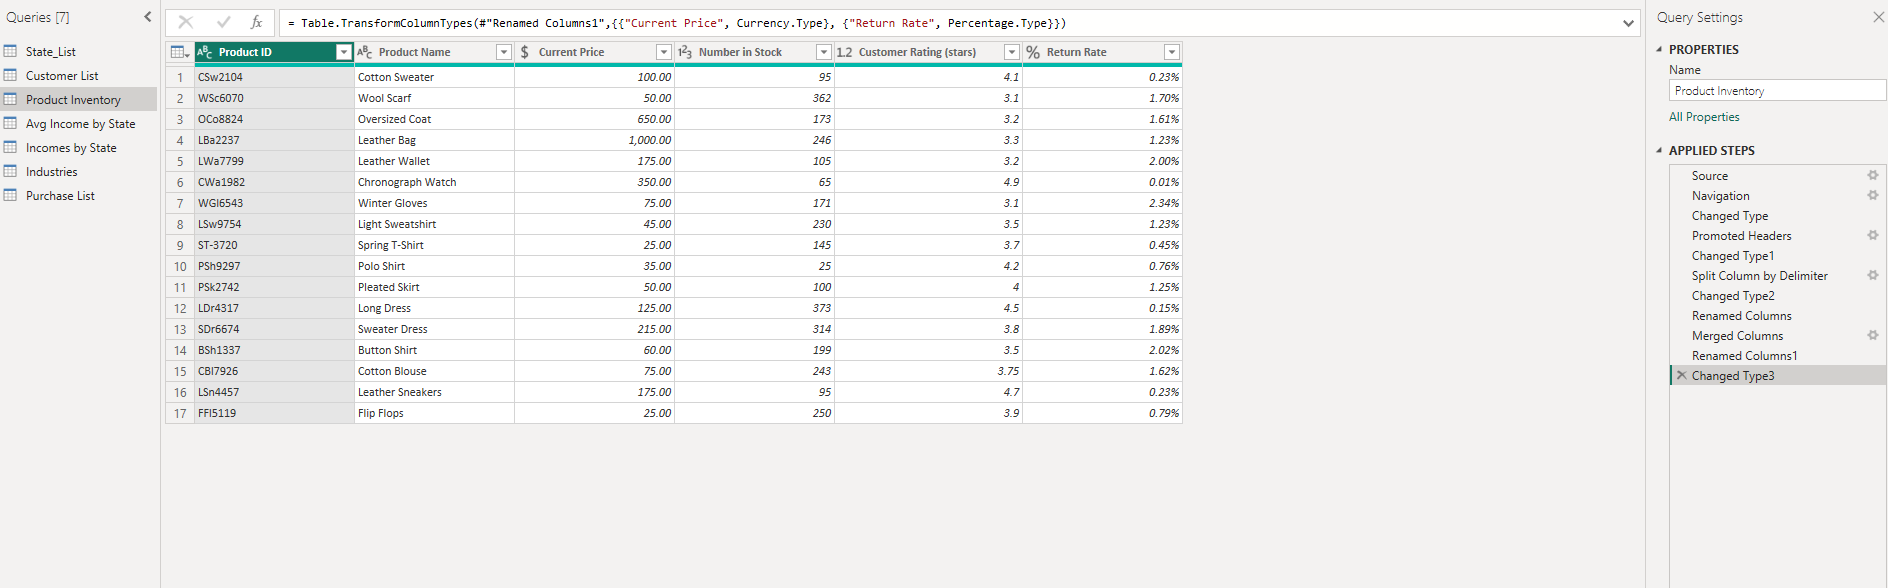 Queries [7]
State_List
Customer List
Product Inventory
Avg Income by State
Incomes by State
Industries
Purchase List
fx = Table.TransformColumnTypes(#"Renamed Columns1",{{"Current Price", Currency.Type}, {"Return Rate", Percentage.Type}})
ABC Product ID ABC Product Name $ Current Price 123 Number in Stock 1.2 Customer Rating (stars) % Return Rate
1 CSw2104 Cotton Sweater 100.00 95 4.1 0.23%
2 WSc6070 Wool Scarf 50.00 362 3.1 1.70%
3 OCo8824 Oversized Coat 650.00 173 3.2 1.61%
4 LBa2237 Leather Bag 1,000.00 246 3.3 1.23%
5 LWa7799 Leather Wallet 175.00 105 3.2 2.00%
6 CWa1982 Chronograph Watch 350.00 65 4.9 0.01%
7 WGl6543 Winter Gloves 75.00 171 3.1 2.34%
8 LSw9754 Light Sweatshirt 45.00 230 3.5 1.23%
9 ST-3720 Spring T-Shirt 25.00 145 3.7 0.45%
10 PSh9297 Polo Shirt 35.00 25 4.2 0.76%
11 PSk2742 Pleated Skirt 50.00 100 4 1.25%
12 LDr4317 Long Dress 125.00 373 4.5 0.15%
13 SDr6674 Sweater Dress 215.00 314 3.8 1.89%
14 BSh1337 Button Shirt 60.00 199 3.5 2.02%
15 CBl7926 Cotton Blouse 75.00 243 3.75 1.62%
16 LSn4457 Leather Sneakers 175.00 95 4.7 0.23%
17 FFl5119 Flip Flops 25.00 250 3.9 0.79%
Query Settings
PROPERTIES
Name
Product Inventory
All Properties
APPLIED STEPS
Source
Navigation
Changed Type
Promoted Headers
Changed Type1
Split Column by Delimiter
Changed Type2
Renamed Columns
Merged Columns
Renamed Columns1
Changed Type3